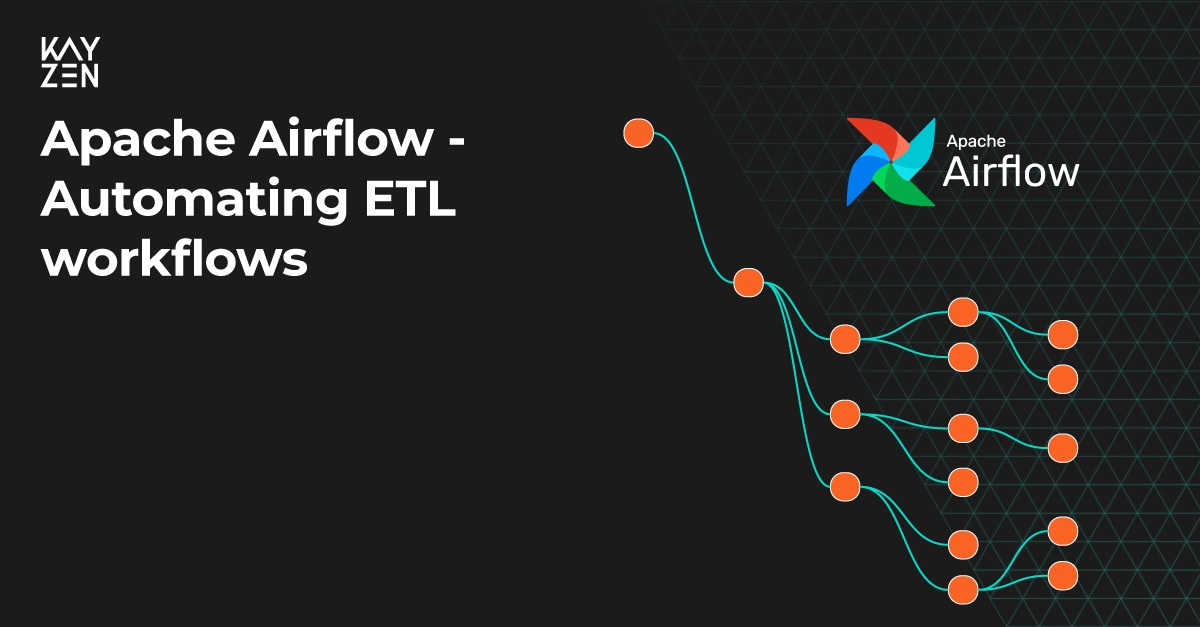 KAY
ZEN
Apache Airflow -
Automating ETL
workflows
Apache
Airflow